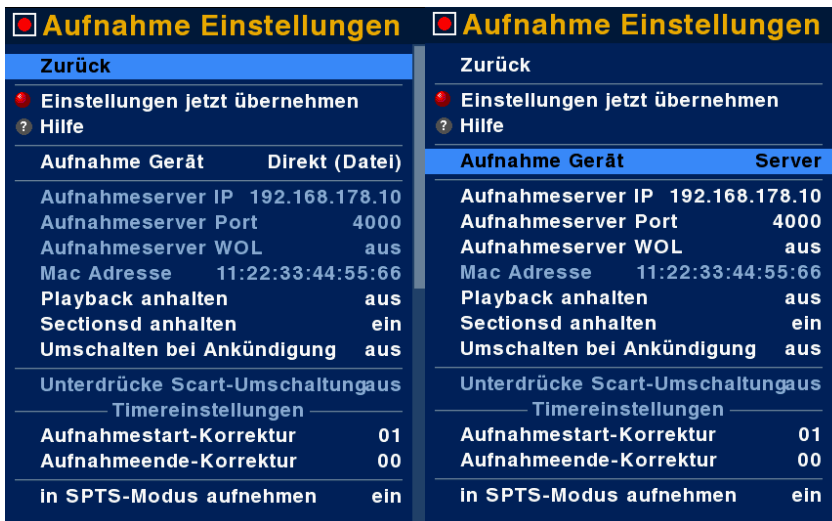 Aufnahme Einstellungen
Zurück
Einstellungen jetzt übernehmen
? Hilfe
Aufnahme Gerät Direkt (Datei)
Aufnahmeserver IP 192.168.178.10
Aufnahmeserver Port 4000
Aufnahmeserver WOL aus
Mac Adresse 11:22:33:44:55:66
Playback anhalten aus
Sectionsd anhalten ein
Umschalten bei Ankündigung aus
Unterdrücke Scart-Umschaltungaus
Timereinstellungen
Aufnahmestart-Korrektur 01
Aufnahmeende-Korrektur 00
in SPTS-Modus aufnehmen ein
Aufnahme Einstellungen
Zurück
Einstellungen jetzt übernehmen
? Hilfe
Aufnahme Gerät Server
Aufnahmeserver IP 192.168.178.10
Aufnahmeserver Port 4000
Aufnahmeserver WOL aus
Mac Adresse 11:22:33:44:55:66
Playback anhalten aus
Sectionsd anhalten ein
Umschalten bei Ankündigung aus
Unterdrücke Scart-Umschaltungaus
Timereinstellungen
Aufnahmestart-Korrektur 01
Aufnahmeende-Korrektur 00
in SPTS-Modus aufnehmen ein